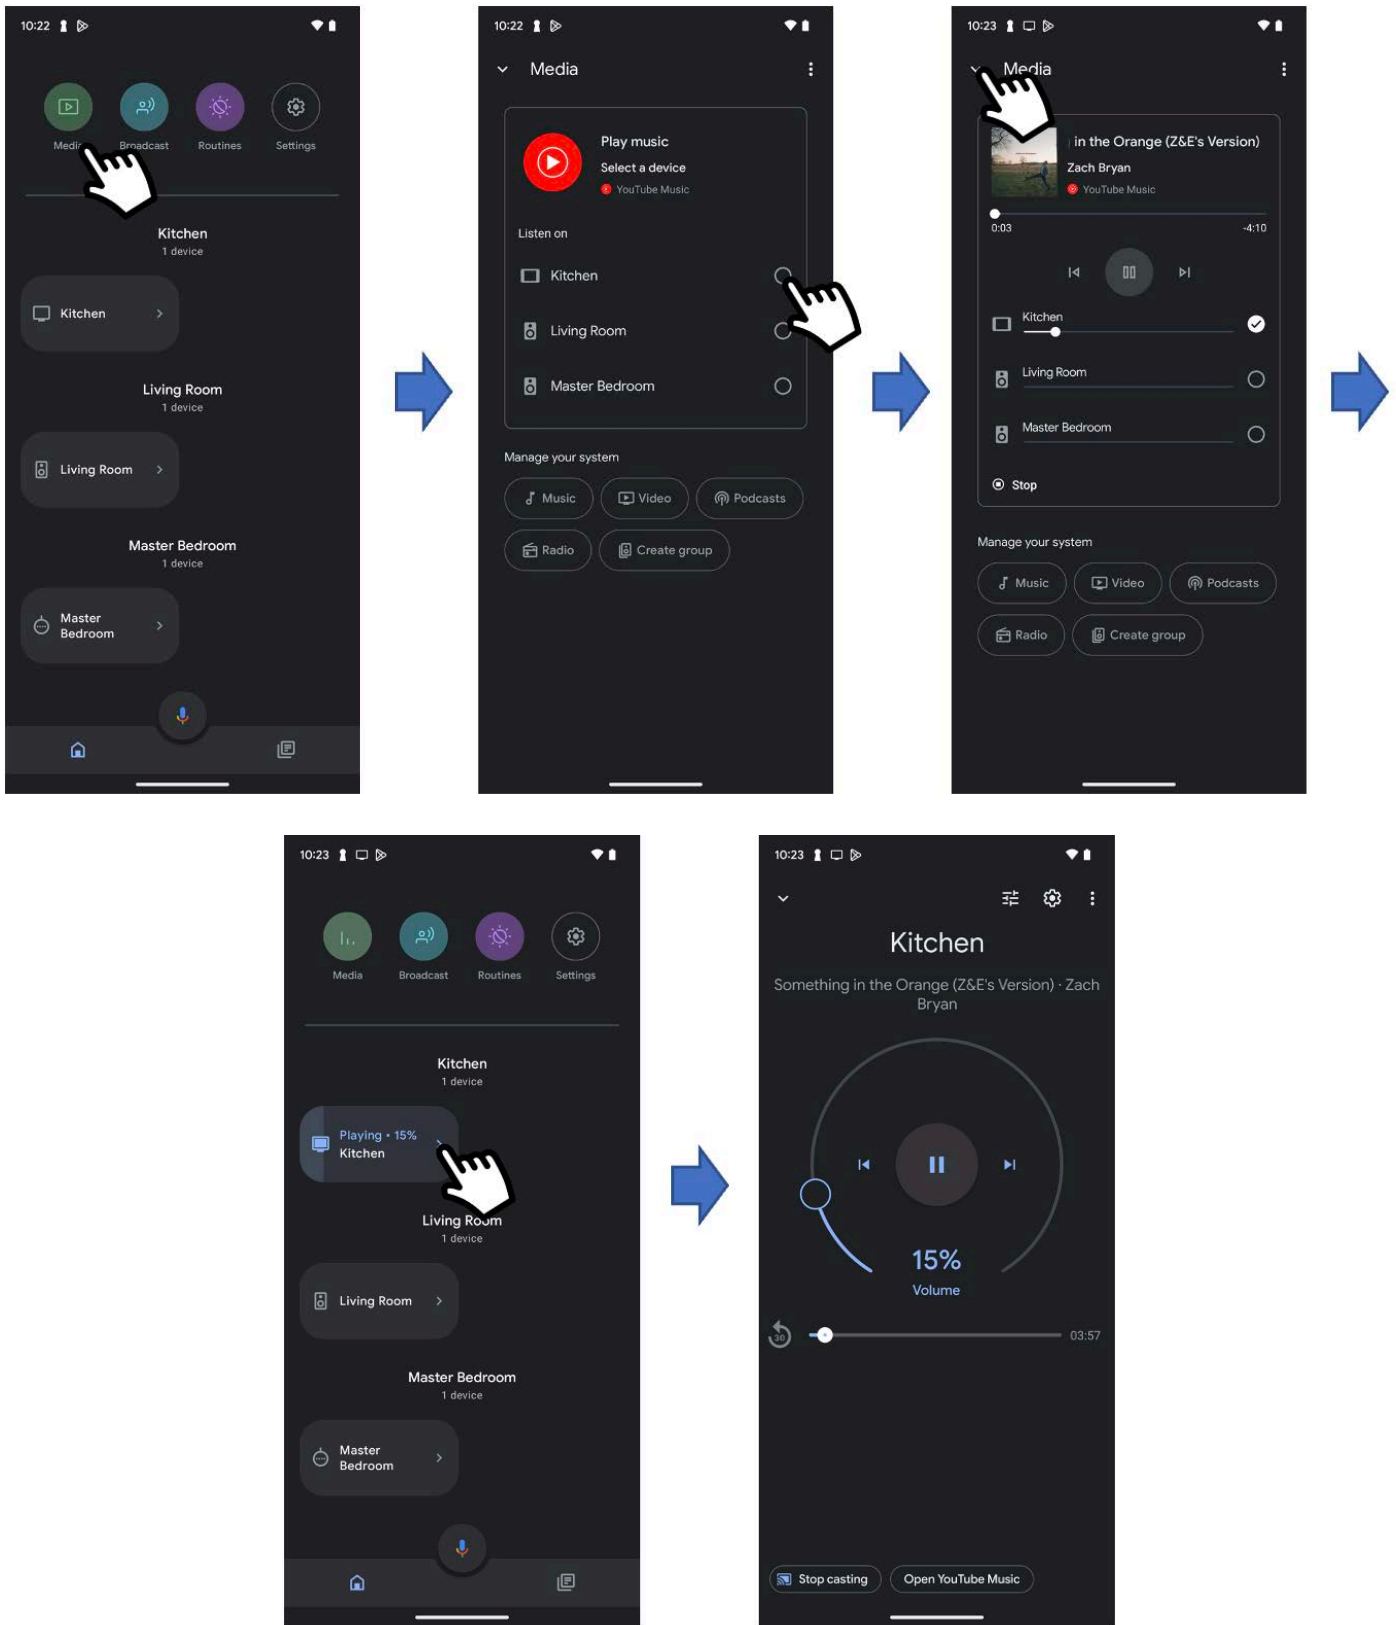 10:22
Media
Broadcast
Routines
Settings
Kitchen
1 device
Kitchen
Living Room
1 device
Living Room
Master Bedroom
1 device
Master
Bedroom
10:22
Media
Play music
Select a device
YouTube Music
Listen on
Kitchen
Living Room
Master Bedroom
Manage your system
Music
Video
Podcasts
Radio
Create group
10:23
Media
in the Orange (Z&E's Version)
Zach Bryan
YouTube Music
0:03
-4:10
Kitchen
Living Room
Master Bedroom
Stop
Manage your system
Music
Video
Podcasts
Radio
Create group
10:23
Media
Broadcast
Routines
Settings
Kitchen
1 device
Playing • 15%
Kitchen
Living Room
1 device
Living Room
Master Bedroom
1 device
Master
Bedroom
10:23
Kitchen
Something in the Orange (Z&E's Version) · Zach
Bryan
15%
Volume
30
03:57
Stop casting
Open YouTube Music